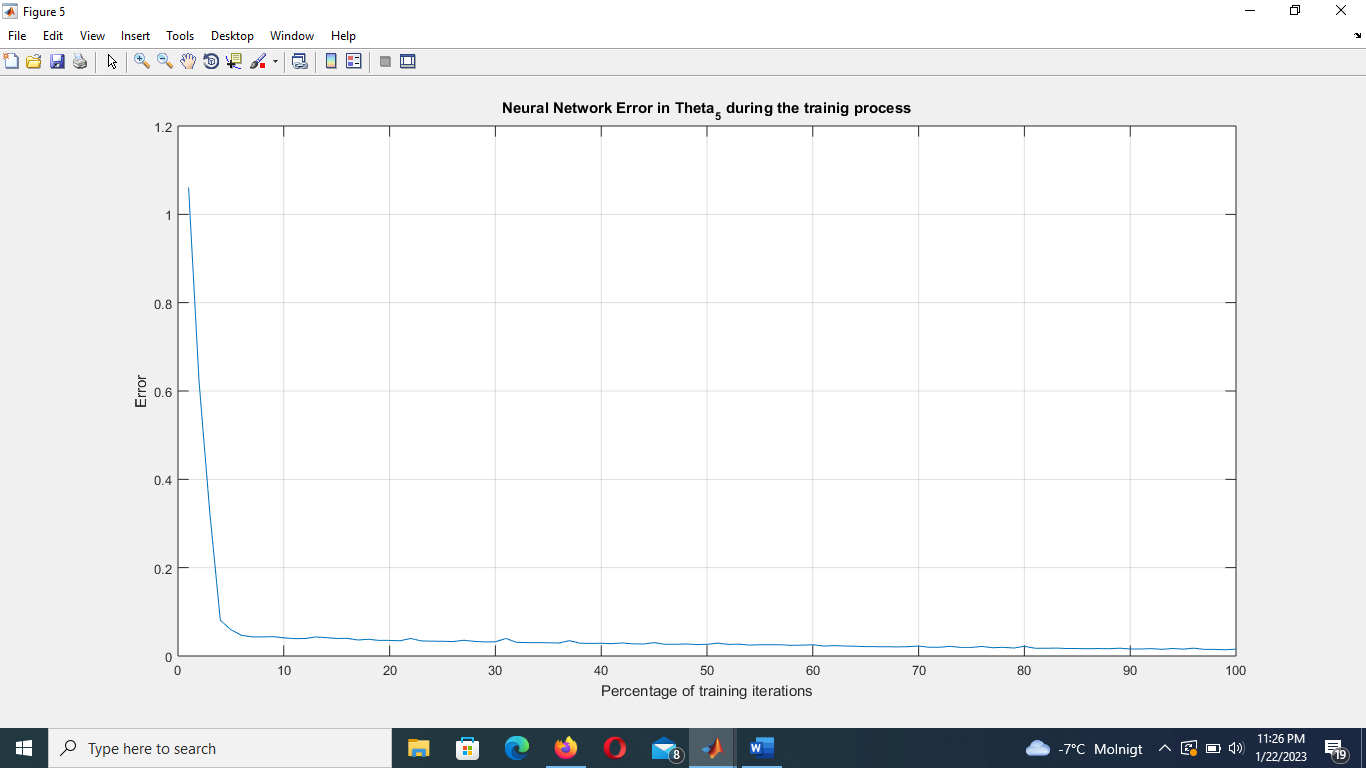 Figure 5
File Edit View Insert Tools Desktop Window Help
Neural Network Error in Theta5 during the trainig process
1.2
1
0.8
0.6
0.4
0.2
0
Error
0 10 20 30 40 50 60 70 80 90 100
Percentage of training iterations
Type here to search
8
W
-7°C Molnigt
11:26 PM
1/22/2023
19